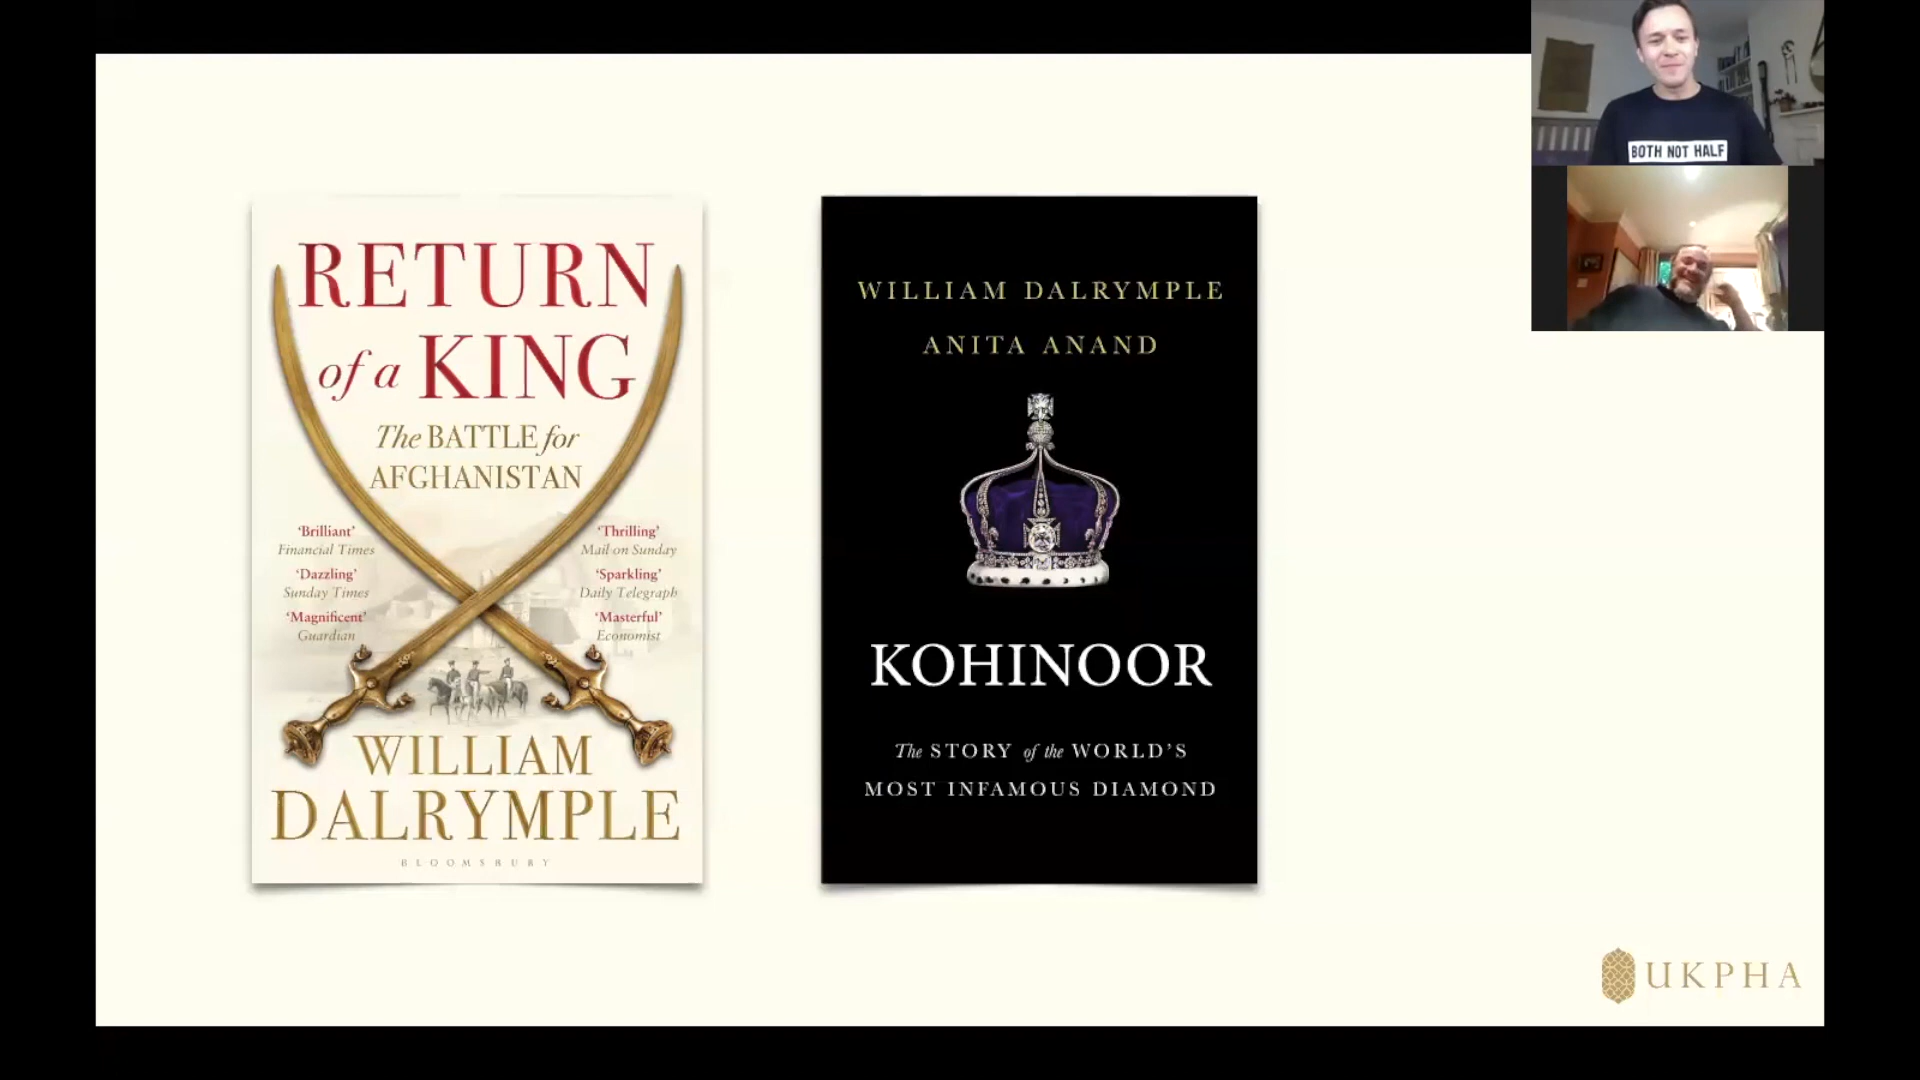 RETURN
of a KING
The BATTLE for
AFGHANISTAN
‘Brilliant’
Financial Times
‘Dazzling’
Sunday Times
‘Magnificent’
Guardian
‘Thrilling’
Mail on Sunday
‘Sparkling’
Daily Telegraph
‘Masterful’
Economist
WILLIAM
DALRYMPLE
BLOOMSBURY
WILLIAM DALRYMPLE
ANITA ANAND
KOHINOOR
The STORY of the WORLD’S
MOST INFAMOUS DIAMOND
BOTH NOT HALF
UKPHA